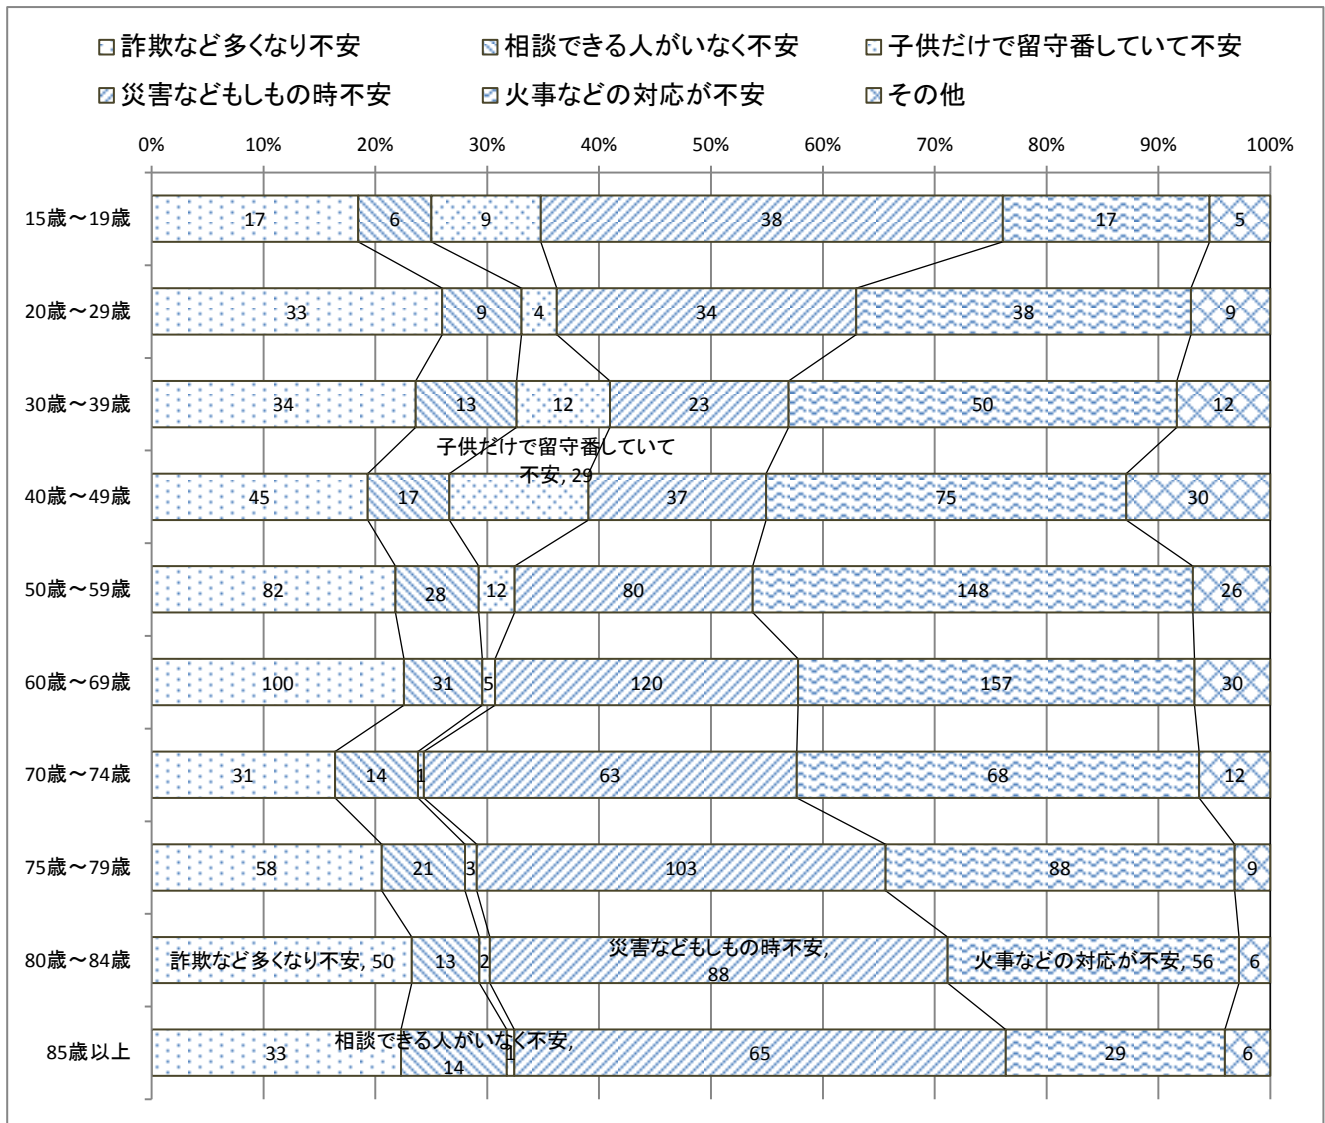 詐欺など多くなり不安 相談できる人がいなく不安 子供だけで留守番していて不安
災害などもしもの時不安 火事などの対応が不安 その他
0% 10% 20% 30% 40% 50% 60% 70% 80% 90% 100%
15歳～19歳 17 6 9 38 17 5
20歳～29歳 33 9 4 34 38 9
30歳～39歳 34 13 12 23 50 12
子供だけで留守番していて
不安, 29
40歳～49歳 45 17 37 75 30
50歳～59歳 82 28 12 80 148 26
60歳～69歳 100 31 5 120 157 30
70歳～74歳 31 14 1 63 68 12
75歳～79歳 58 21 3 103 88 9
80歳～84歳 詐欺など多くなり不安, 50 13 2 災害などもしもの時不安,
88 火事などの対応が不安, 56 6
85歳以上 33 相談できる人がいなく不安,
14 1 65 29 6